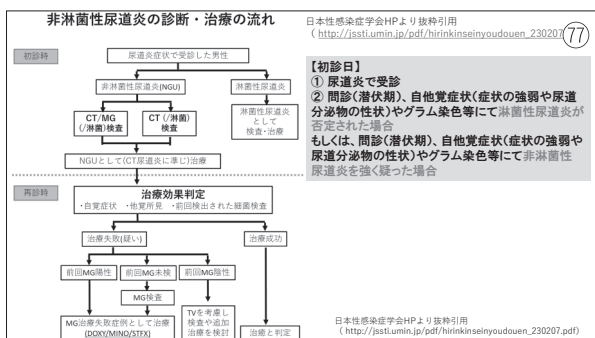 非淋菌性尿道炎の診断・治療の流れ
日本性感染症学会HPより抜粋引用
( http://jssti.umin.jp/pdf/hirinkinseinyoudouen_230207
77
初診時
尿道炎症状で受診した男性
非淋菌性尿道炎(NGU)
淋菌性尿道炎
CT/MG
(/淋菌)
検査
CT (/淋菌)
検査
淋菌性尿道炎
として
検査・治療
NGUとして(CT尿道炎に準じ)治療
【初診日】
① 尿道炎で受診
② 問診(潜伏期)、自他覚症状(症状の強弱や尿道
分泌物の性状)やグラム染色等にて淋菌性尿道炎が
否定された場合
もしくは、問診(潜伏期)、自他覚症状(症状の強弱や
尿道分泌物の性状)やグラム染色等にて非淋菌性
尿道炎を強く疑った場合
再診時
治療効果判定
・自覚症状 ・他覚所見 ・前回検出された細菌検査
治療失敗(疑い)
治療成功
前回MG陽性
前回MG未検
前回MG陰性
MG検査
MG治療失敗症例として治療
(DOXY/MINO/STFX)
TVを考慮し
検査や追加
治療を検討
治癒と判定
日本性感染症学会HPより抜粋引用
( http://jssti.umin.jp/pdf/hirinkinseinyoudouen_230207.pdf)